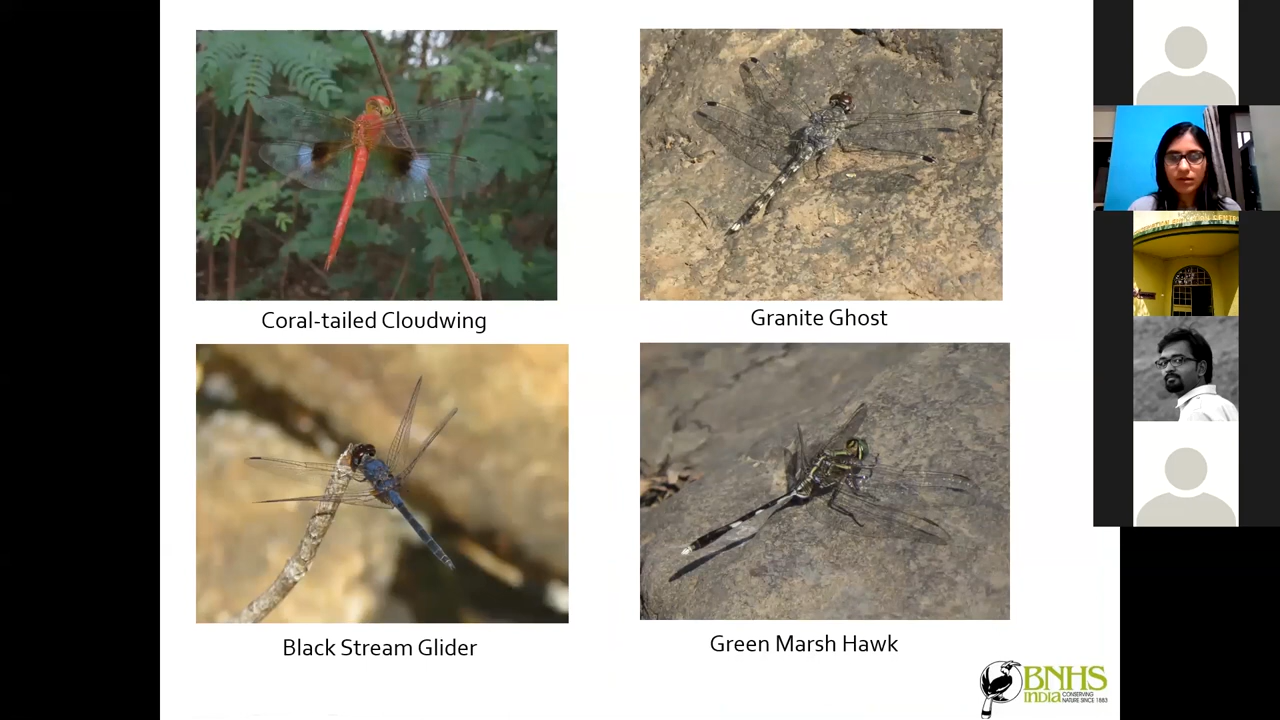 Coral-tailed Cloudwing
Granite Ghost
Black Stream Glider
Green Marsh Hawk
BNHS
INDIA
CONSERVING
NATURE SINCE 1883